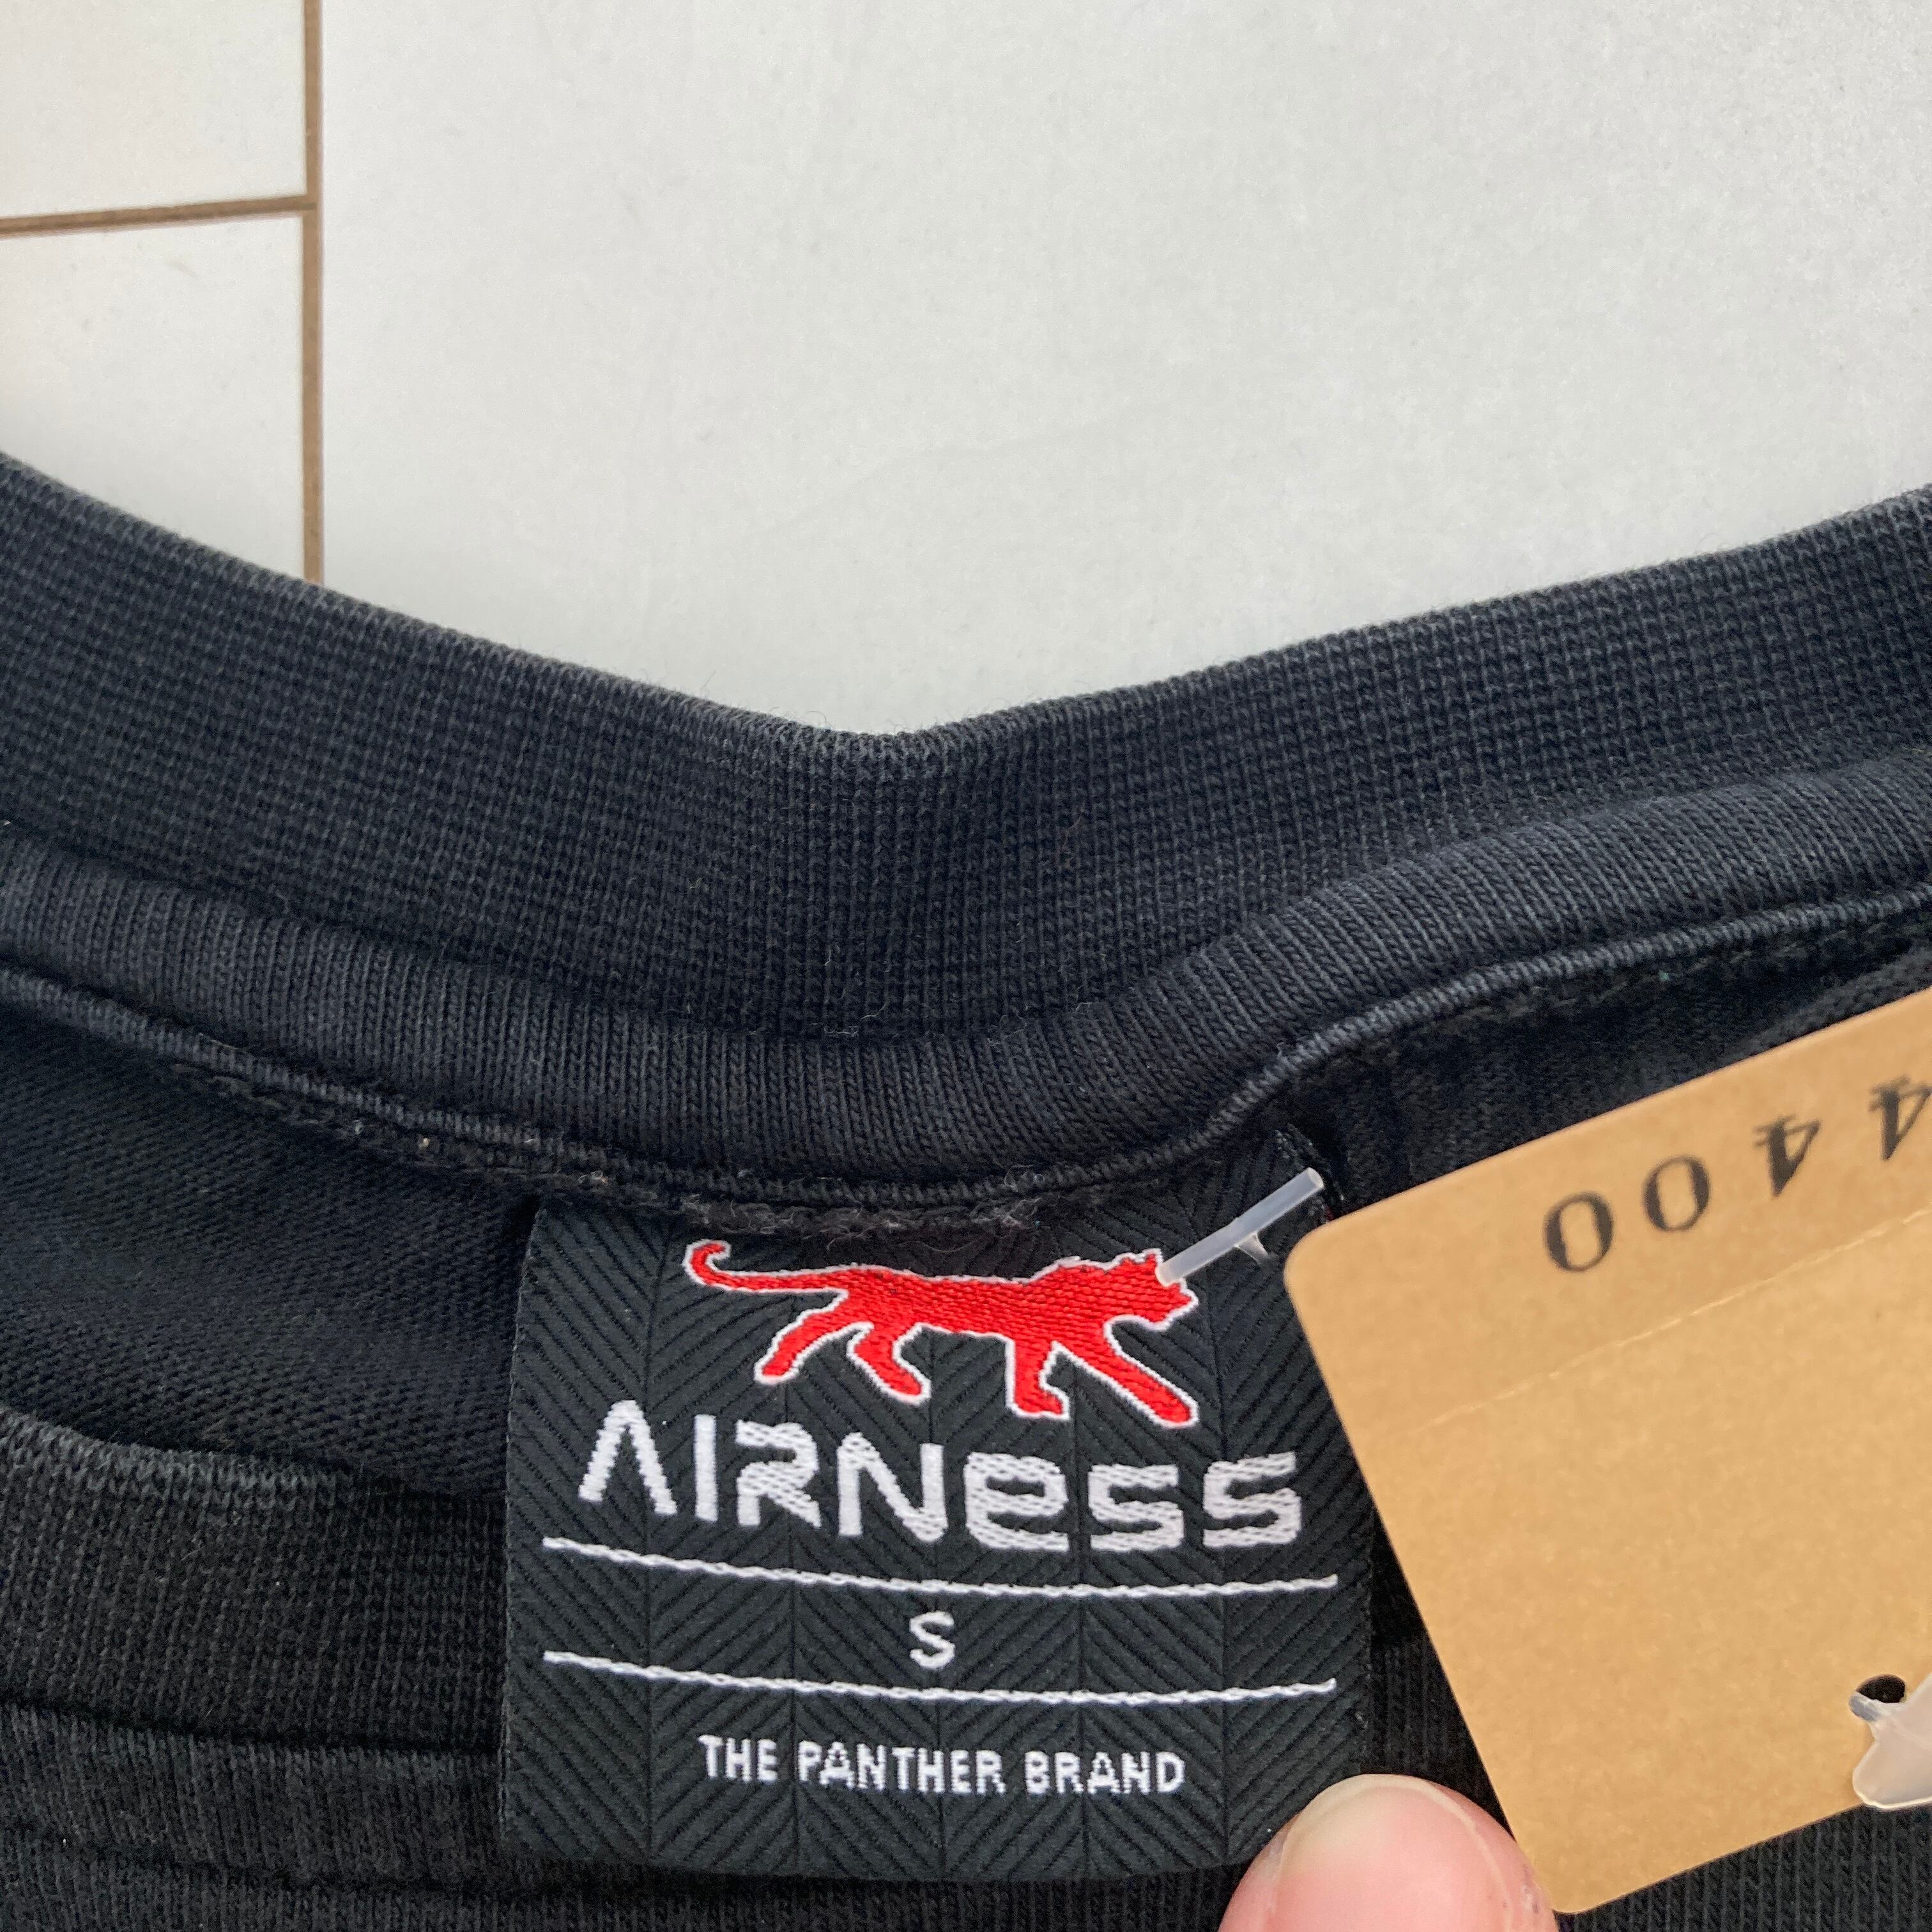 AIRNESS
S
THE PANTHER BRAND
4400